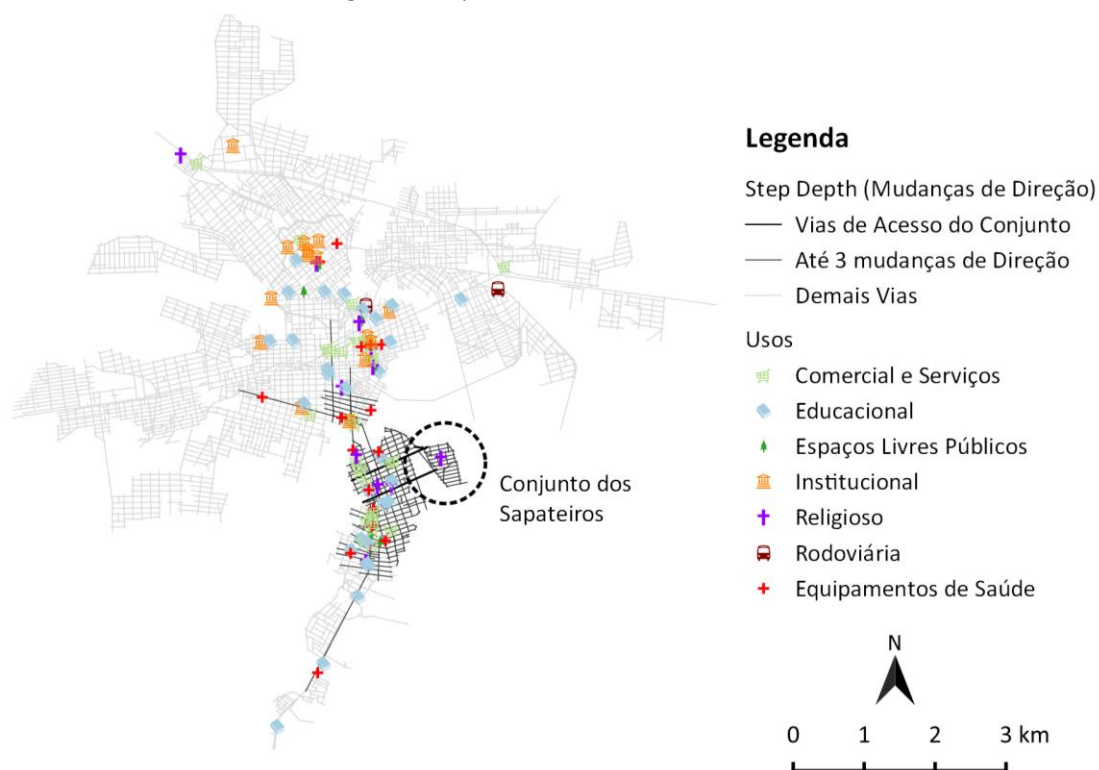 Legenda
Step Depth (Mudanças de Direção)
Vias de Acesso do Conjunto
Até 3 mudanças de Direção
Demais Vias
Usos
Comercial e Serviços
Educacional
Espaços Livres Públicos
Institucional
Religioso
Rodoviária
Equipamentos de Saúde
Conjunto dos
Sapateiros
N
0 1 2 3 km